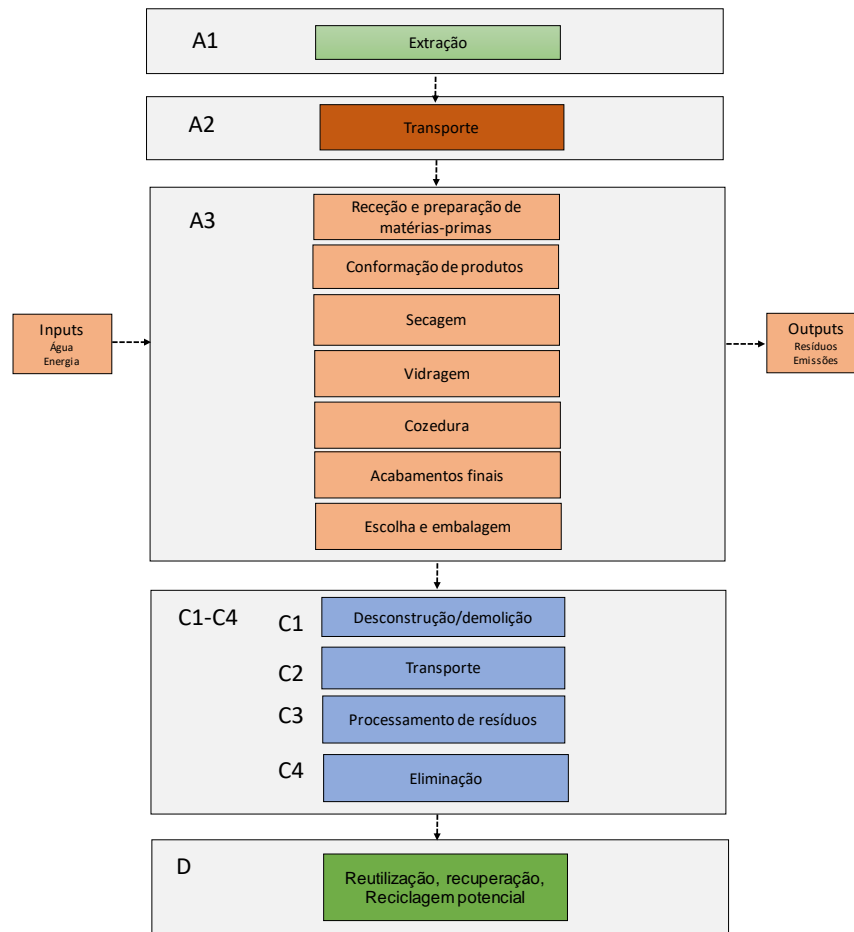 A1
Extração
A2
Transporte
A3
Receção e preparação de
matérias-primas
Conformação de produtos
Secagem
Inputs
Água
Energia
Outputs
Resíduos
Emissões
Vidragem
Cozedura
Acabamentos finais
Escolha e embalagem
C1-C4
C1
Desconstrução/demolição
C2
Transporte
C3
Processamento de resíduos
C4
Eliminação
D
Reutilização, recuperação,
Reciclagem potencial